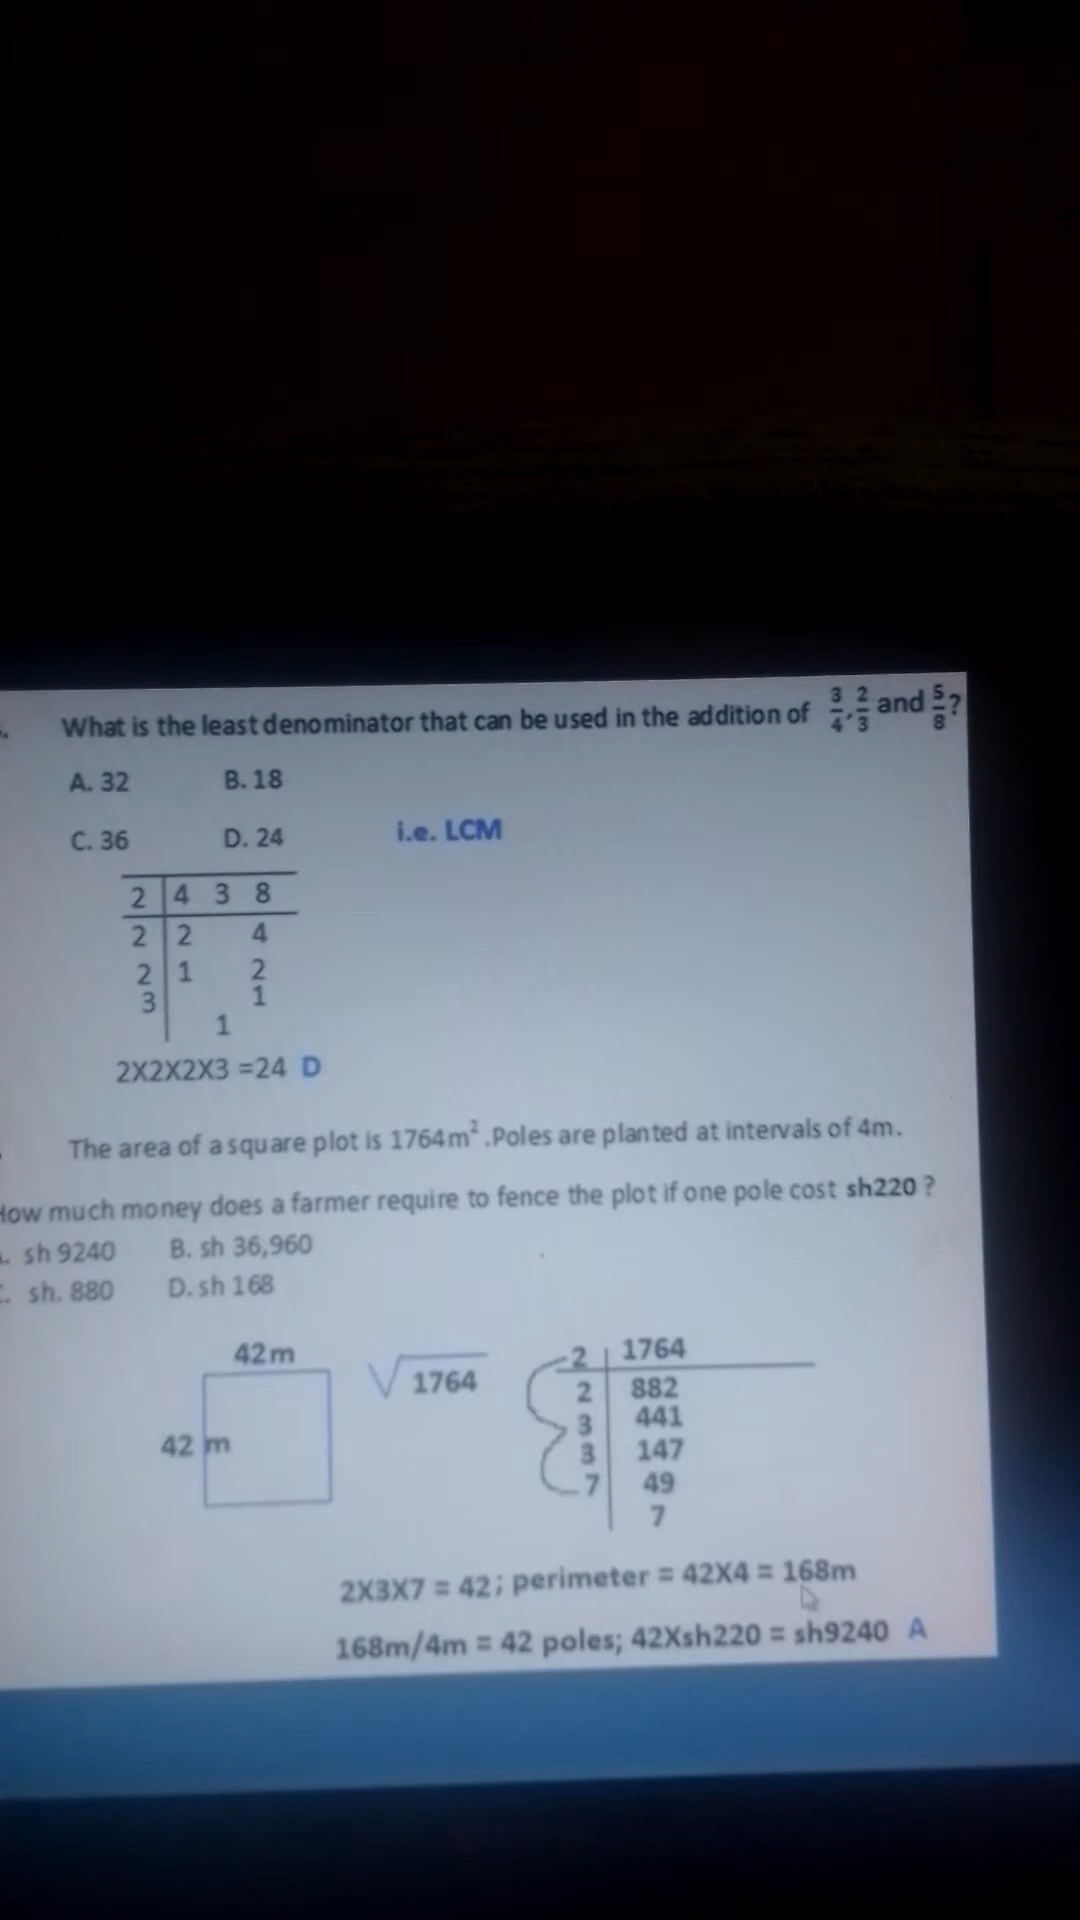 What is the least denominator that can be used in the addition of 3/4, 2/3 and 5/8?
A. 32 B. 18
C. 36 D. 24 i.e. LCM
2 4 3 8
2 2 4
2 1 2
3 1
1
2X2X2X3 =24 D
The area of a square plot is 1764m² .Poles are planted at intervals of 4m.
How much money does a farmer require to fence the plot if one pole cost sh220 ?
. sh 9240 B. sh 36,960
. sh. 880 D. sh 168
42m
√1764
42 m
2 1764
2 882
3 441
3 147
7 49
7
2X3X7 = 42; perimeter = 42X4 = 168m
168m/4m = 42 poles; 42Xsh220 = sh9240 A